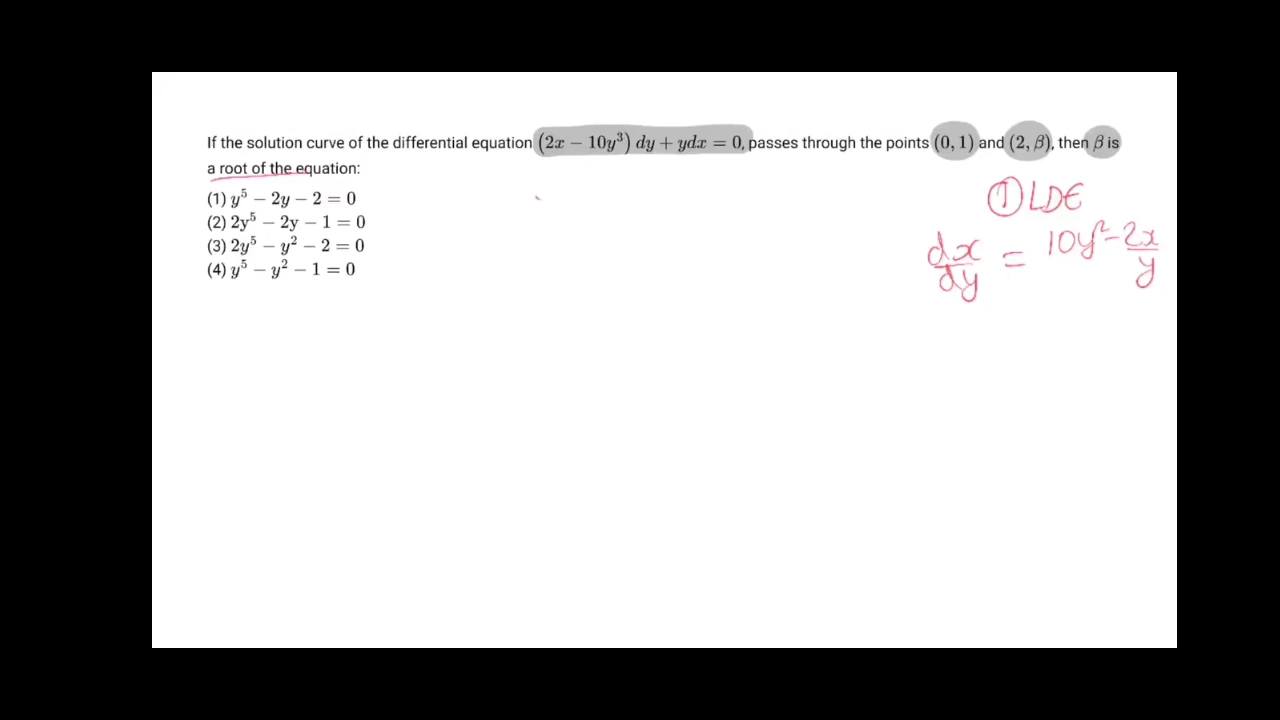 If the solution curve of the differential equation (2x − 10y³) dy + ydx = 0, passes through the points (0, 1) and (2, β), then β is
a root of the equation:
(1) y⁵ − 2y − 2 = 0
(2) 2y⁵ − 2y − 1 = 0
(3) 2y⁵ − y² − 2 = 0
(4) y⁵ − y² − 1 = 0
① LDE
dx/dy = 10y² − 2x/y